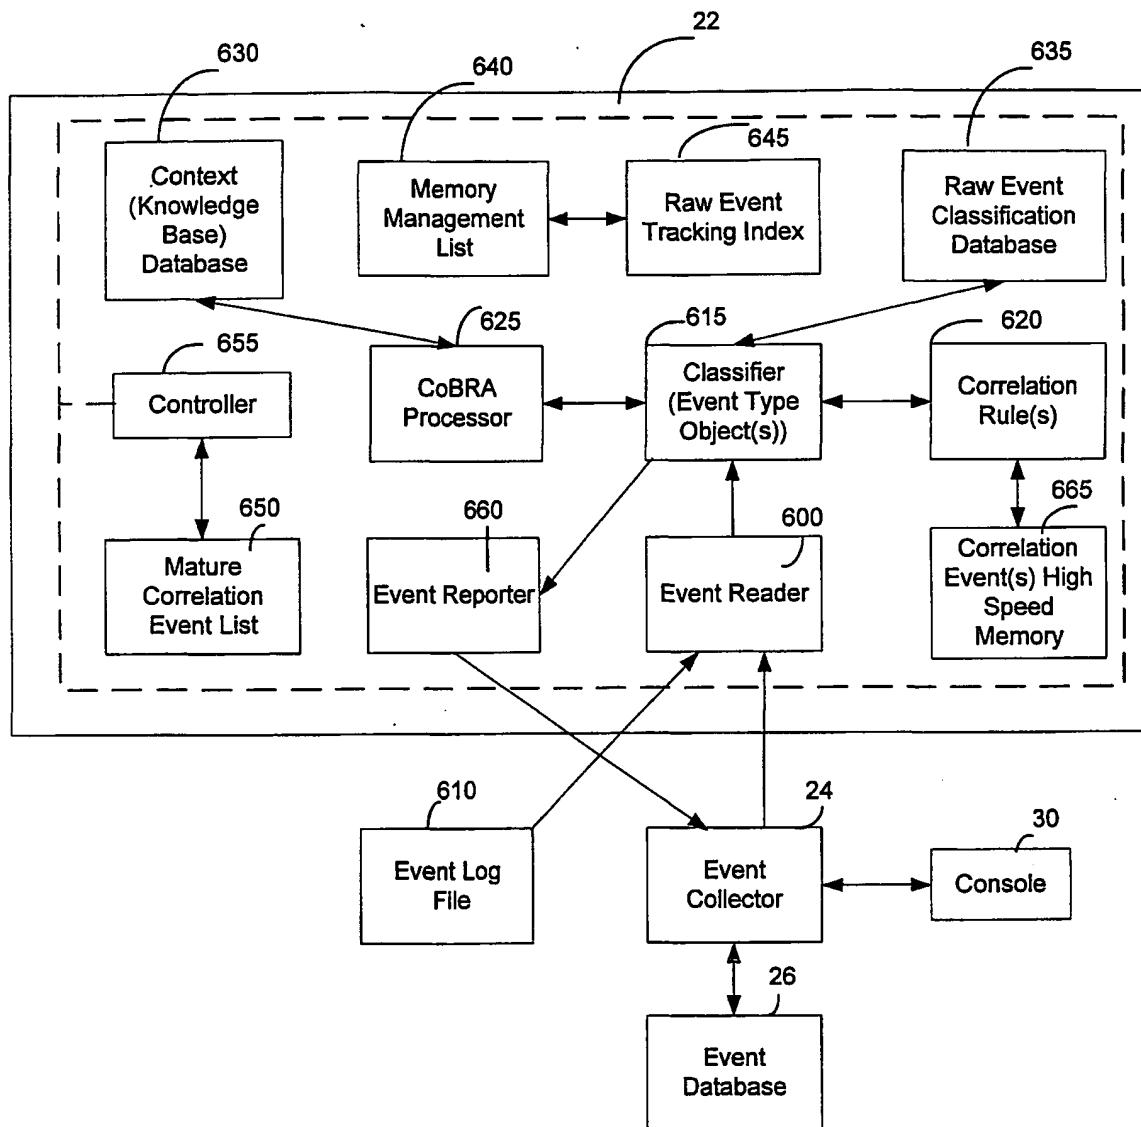 22
630
640
635
645
Context
(Knowledge
Base)
Database
Memory
Management
List
Raw Event
Tracking Index
Raw Event
Classification
Database
655
625
615
620
Controller
CoBRA
Processor
Classifier
(Event Type
Object(s))
Correlation
Rule(s)
650
660
600
665
Mature
Correlation
Event List
Event Reporter
Event Reader
Correlation
Event(s) High
Speed
Memory
610
24
30
Event Log
File
Event
Collector
Console
26
Event
Database